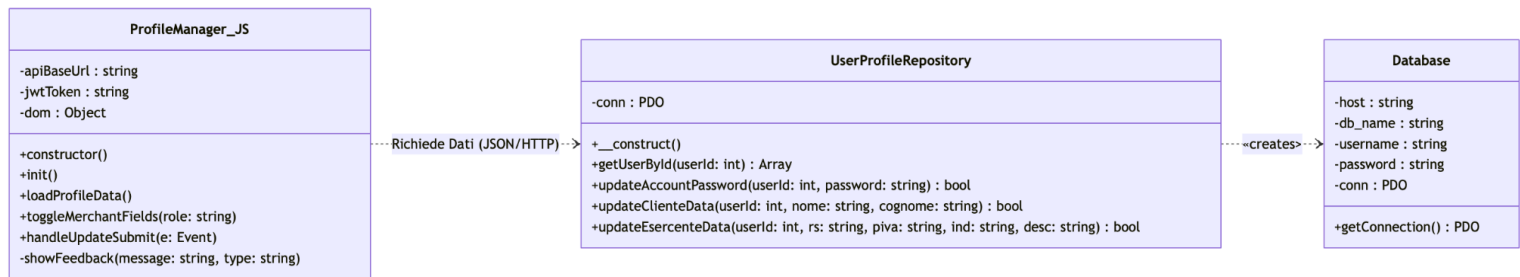 ProfileManager_JS
-apiBaseUrl : string
-jwtToken : string
-dom : Object
+constructor()
+init()
+loadProfileData()
+toggleMerchantFields(role: string)
+handleUpdateSubmit(e: Event)
-showFeedback(message: string, type: string)
Richiede Dati (JSON/HTTP)
UserProfileRepository
-conn : PDO
+__construct()
+getUserById(userId: int) : Array
+updateAccountPassword(userId: int, password: string) : bool
+updateClienteData(userId: int, nome: string, cognome: string) : bool
+updateEsercenteData(userId: int, rs: string, piva: string, ind: string, desc: string) : bool
«creates»
Database
-host : string
-db_name : string
-username : string
-password : string
-conn : PDO
+getConnection() : PDO